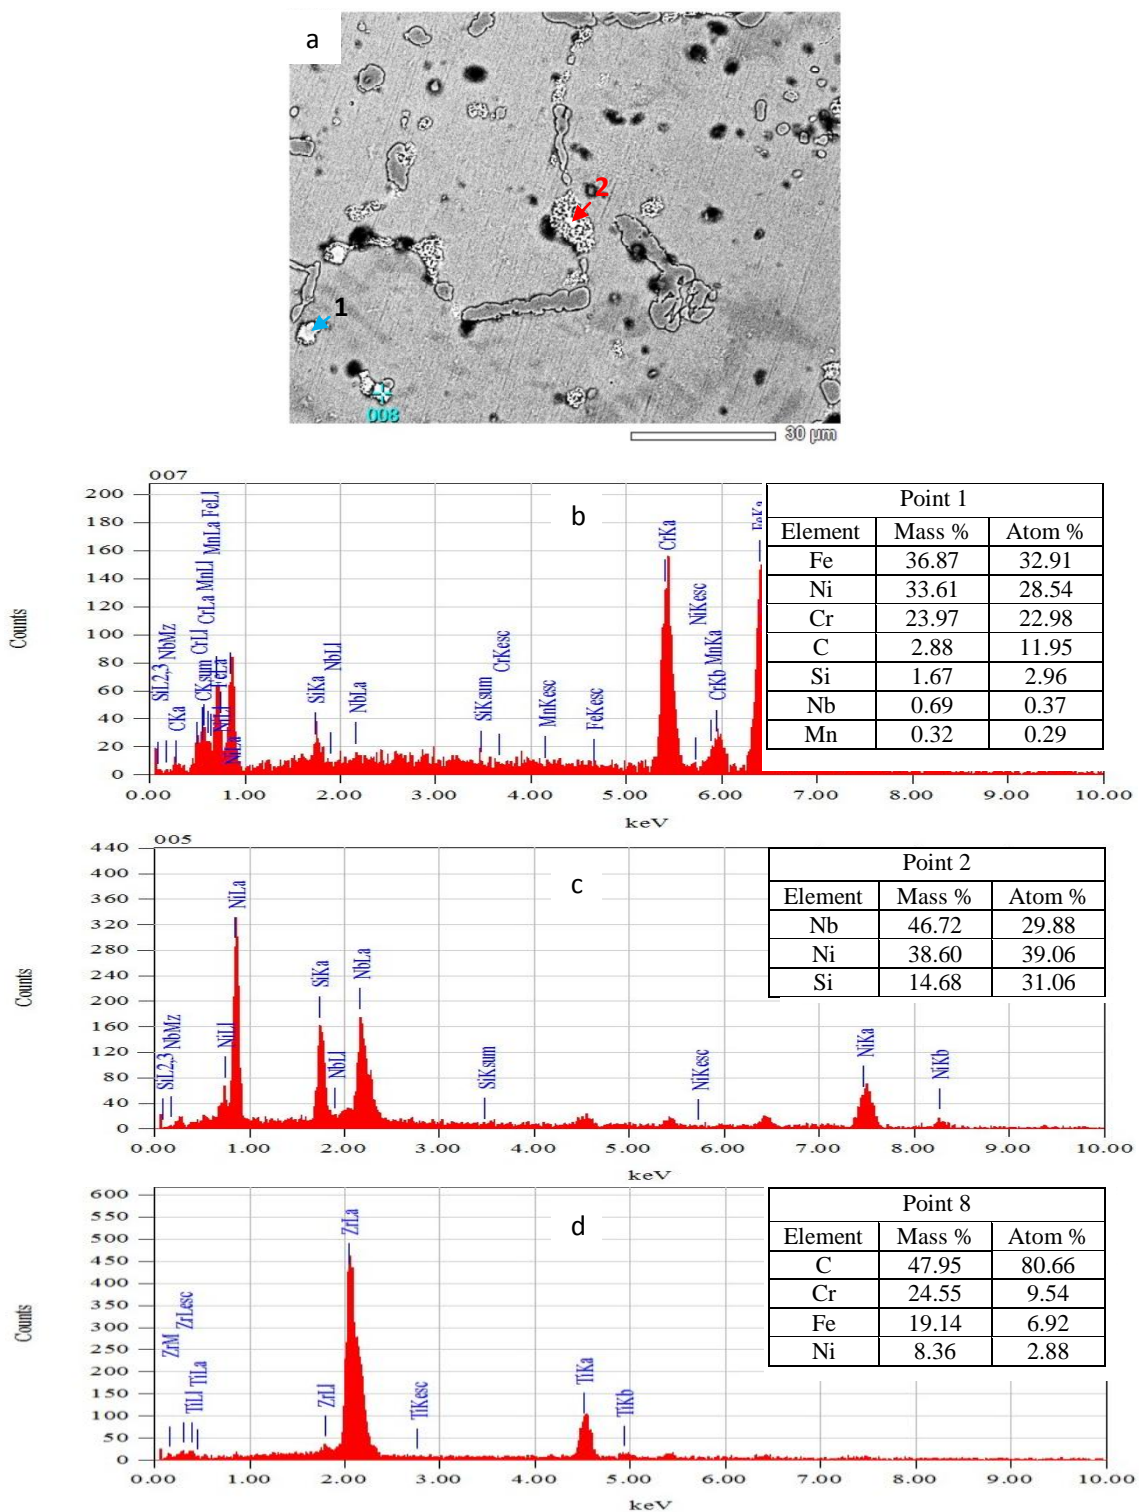 a
2
1
008
30 μm
007
b
Counts
200
180
160
140
120
100
80
60
40
20
0
SiL2,3 NbMz
CKa
CrLl
CKsum
CrLa MnLl
FeLa
MnLa FeLl
NiLl
NiLa
SiKa
NbLl
NbLa
SiKsum
CrKesc
MnKesc
FeKesc
CrKa
NiKesc
CrKb MnKa
FeKa
0.00 1.00 2.00 3.00 4.00 5.00 6.00 7.00 8.00 9.00 10.00
keV
Point 1
Element Mass % Atom %
Fe 36.87 32.91
Ni 33.61 28.54
Cr 23.97 22.98
C 2.88 11.95
Si 1.67 2.96
Nb 0.69 0.37
Mn 0.32 0.29
005
c
Counts
440
400
360
320
280
240
200
160
120
80
40
0
SiL2,3 NbMz
NiLl
NiLa
SiKa
NbLl
NbLa
SiKsum
NiKesc
NiKa
NiKb
0.00 1.00 2.00 3.00 4.00 5.00 6.00 7.00 8.00 9.00 10.00
keV
Point 2
Element Mass % Atom %
Nb 46.72 29.88
Ni 38.60 39.06
Si 14.68 31.06
d
Counts
600
550
500
450
400
350
300
250
200
150
100
50
0
ZrM ZrLesc
TiLl TiLa
ZrLl
ZrLa
TiKesc
TiKa
TiKb
0.00 1.00 2.00 3.00 4.00 5.00 6.00 7.00 8.00 9.00 10.00
keV
Point 8
Element Mass % Atom %
C 47.95 80.66
Cr 24.55 9.54
Fe 19.14 6.92
Ni 8.36 2.88